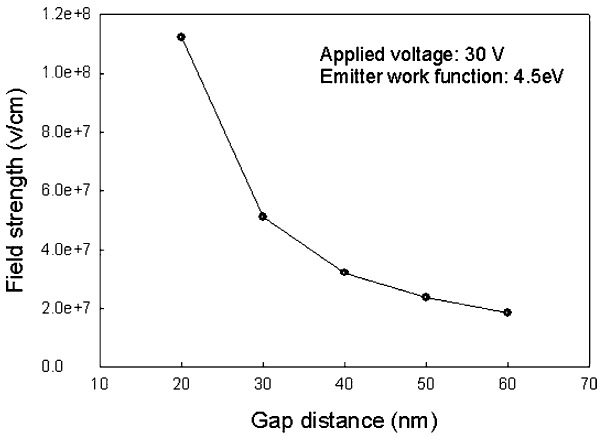 1.2e+8
1.0e+8
8.0e+7
6.0e+7
4.0e+7
2.0e+7
0.0
Field strength (v/cm)
Applied voltage: 30 V
Emitter work function: 4.5eV
10 20 30 40 50 60 70
Gap distance (nm)